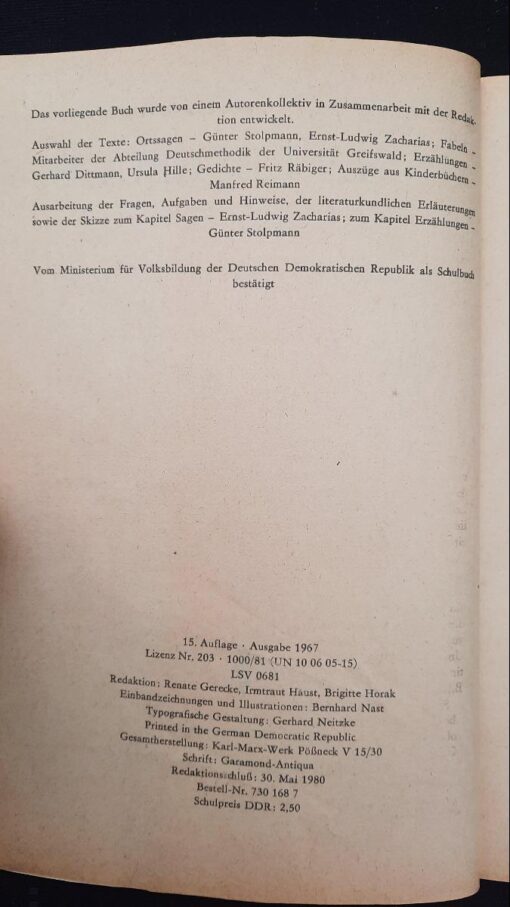 Das vorliegende Buch wurde von einem Autorenkollektiv in Zusammenarbeit mit der Redak-
tion entwickelt.
Auswahl der Texte: Ortssagen – Günter Stolpmann, Ernst-Ludwig Zacharias; Fabeln –
Mitarbeiter der Abteilung Deutschmethodik der Universität Greifswald; Erzählungen –
Gerhard Dittmann, Ursula Hille; Gedichte – Fritz Räbiger; Auszüge aus Kinderbüchern –
Manfred Reimann
Ausarbeitung der Fragen, Aufgaben und Hinweise, der literaturkundlichen Erläuterungen
sowie der Skizze zum Kapitel Sagen – Ernst-Ludwig Zacharias; zum Kapitel Erzählungen –
Günter Stolpmann
Vom Ministerium für Volksbildung der Deutschen Demokratischen Republik als Schulbuch
bestätigt
15. Auflage · Ausgabe 1967
Lizenz Nr. 203 · 1000/81 (UN 10 06 05-15)
LSV 0681
Redaktion: Renate Gerecke, Irmtraut Haust, Brigitte Horak
Einbandzeichnungen und Illustrationen: Bernhard Nast
Typografische Gestaltung: Gerhard Neitzke
Printed in the German Democratic Republic
Gesamtherstellung: Karl-Marx-Werk Pößneck V 15/30
Schrift: Garamond-Antiqua
Redaktionsschluß: 30. Mai 1980
Bestell-Nr. 730 168 7
Schulpreis DDR: 2,50